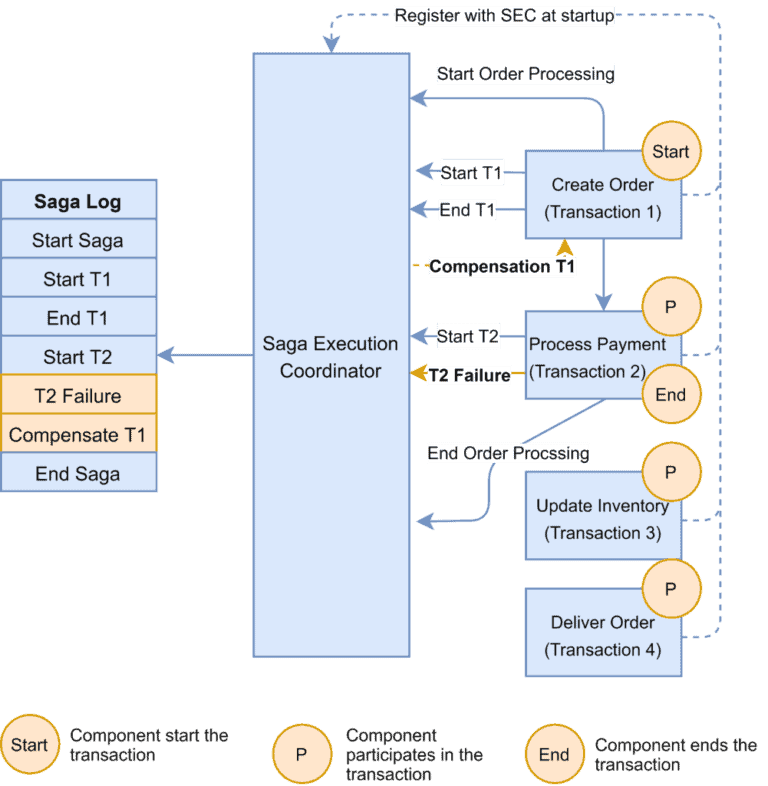 Register with SEC at startup
Start Order Processing
Start
Start T1
Create Order
(Transaction 1)
End T1
Compensation T1
Saga Log
Start Saga
Start T1
End T1
Start T2
T2 Failure
Compensate T1
End Saga
Saga Execution
Coordinator
P
Start T2
Process Payment
(Transaction 2)
T2 Failure
End
End Order Procssing
P
Update Inventory
(Transaction 3)
P
Deliver Order
(Transaction 4)
Start
Component start the
transaction
P
Component
participates in the
transaction
End
Component ends the
transaction